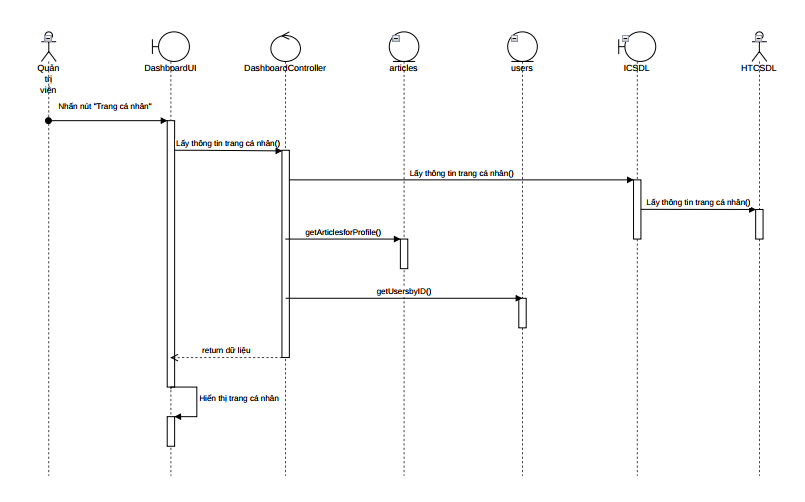 Quản
trị
viên
DashboardUI
DashboardController
articles
users
ICSDL
HTCSDL
Nhấn nút "Trang cá nhân"
Lấy thông tin trang cá nhân()
Lấy thông tin trang cá nhân()
Lấy thông tin trang cá nhân()
getArticlesforProfile()
getUsersbyID()
return dữ liệu
Hiển thị trang cá nhân